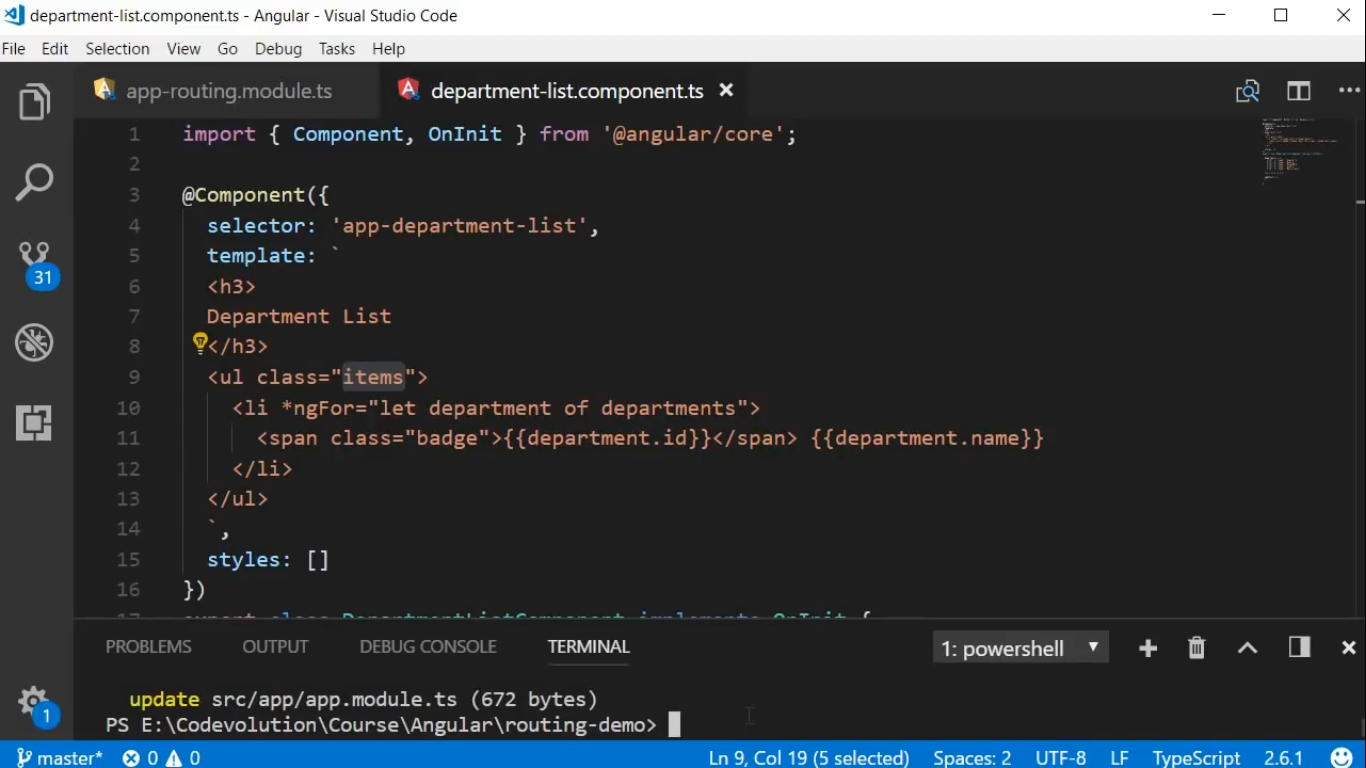 department-list.component.ts - Angular - Visual Studio Code
File Edit Selection View Go Debug Tasks Help
app-routing.module.ts department-list.component.ts
1 import { Component, OnInit } from '@angular/core';
2
3 @Component({
4 selector: 'app-department-list',
5 template: `
6 <h3>
7 Department List
8 </h3>
9 <ul class="items">
10 <li *ngFor="let department of departments">
11 <span class="badge">{{department.id}}</span> {{department.name}}
12 </li>
13 </ul>
14 `,
15 styles: []
16 })
17 export class DepartmentListComponent implements OnInit {
31
PROBLEMS OUTPUT DEBUG CONSOLE TERMINAL 1: powershell
update src/app/app.module.ts (672 bytes)
PS E:\Codevolution\Course\Angular\routing-demo>
1
master* 0 0 Ln 9, Col 19 (5 selected) Spaces: 2 UTF-8 LF TypeScript 2.6.1